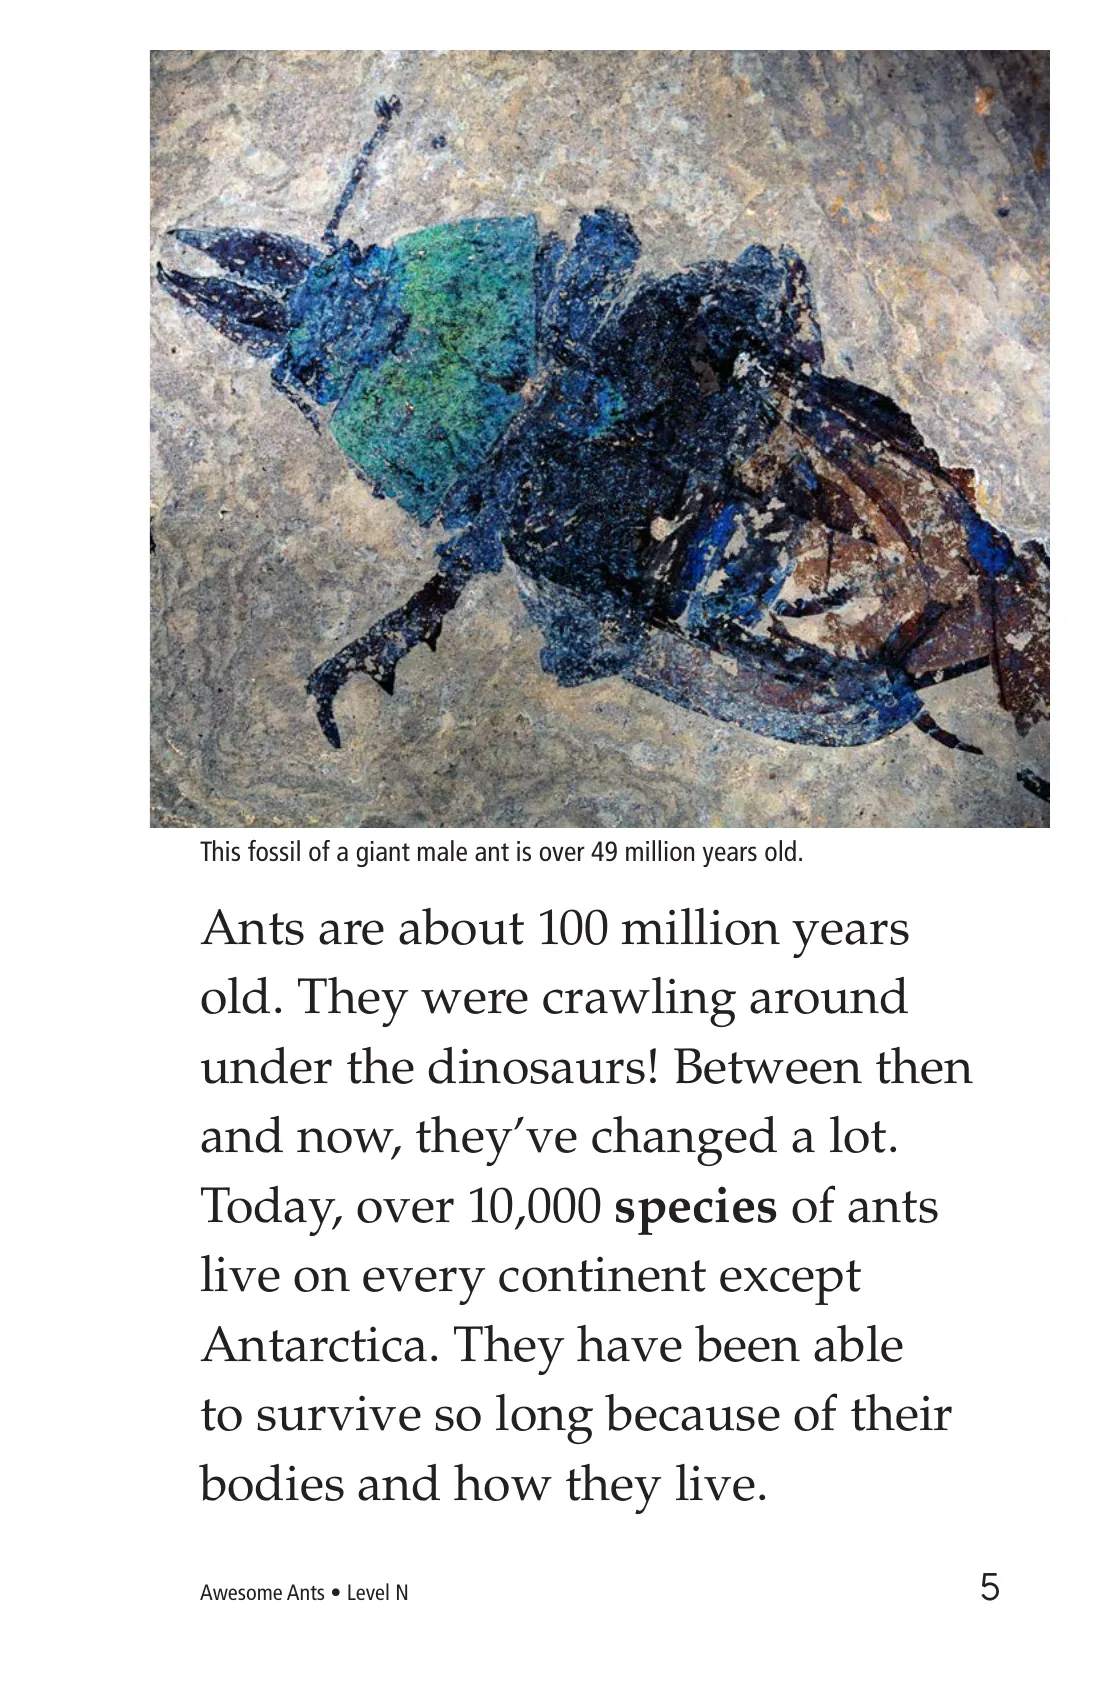 This fossil of a giant male ant is over 49 million years old.
Ants are about 100 million years
old. They were crawling around
under the dinosaurs! Between then
and now, they’ve changed a lot.
Today, over 10,000 species of ants
live on every continent except
Antarctica. They have been able
to survive so long because of their
bodies and how they live.
Awesome Ants • Level N
5